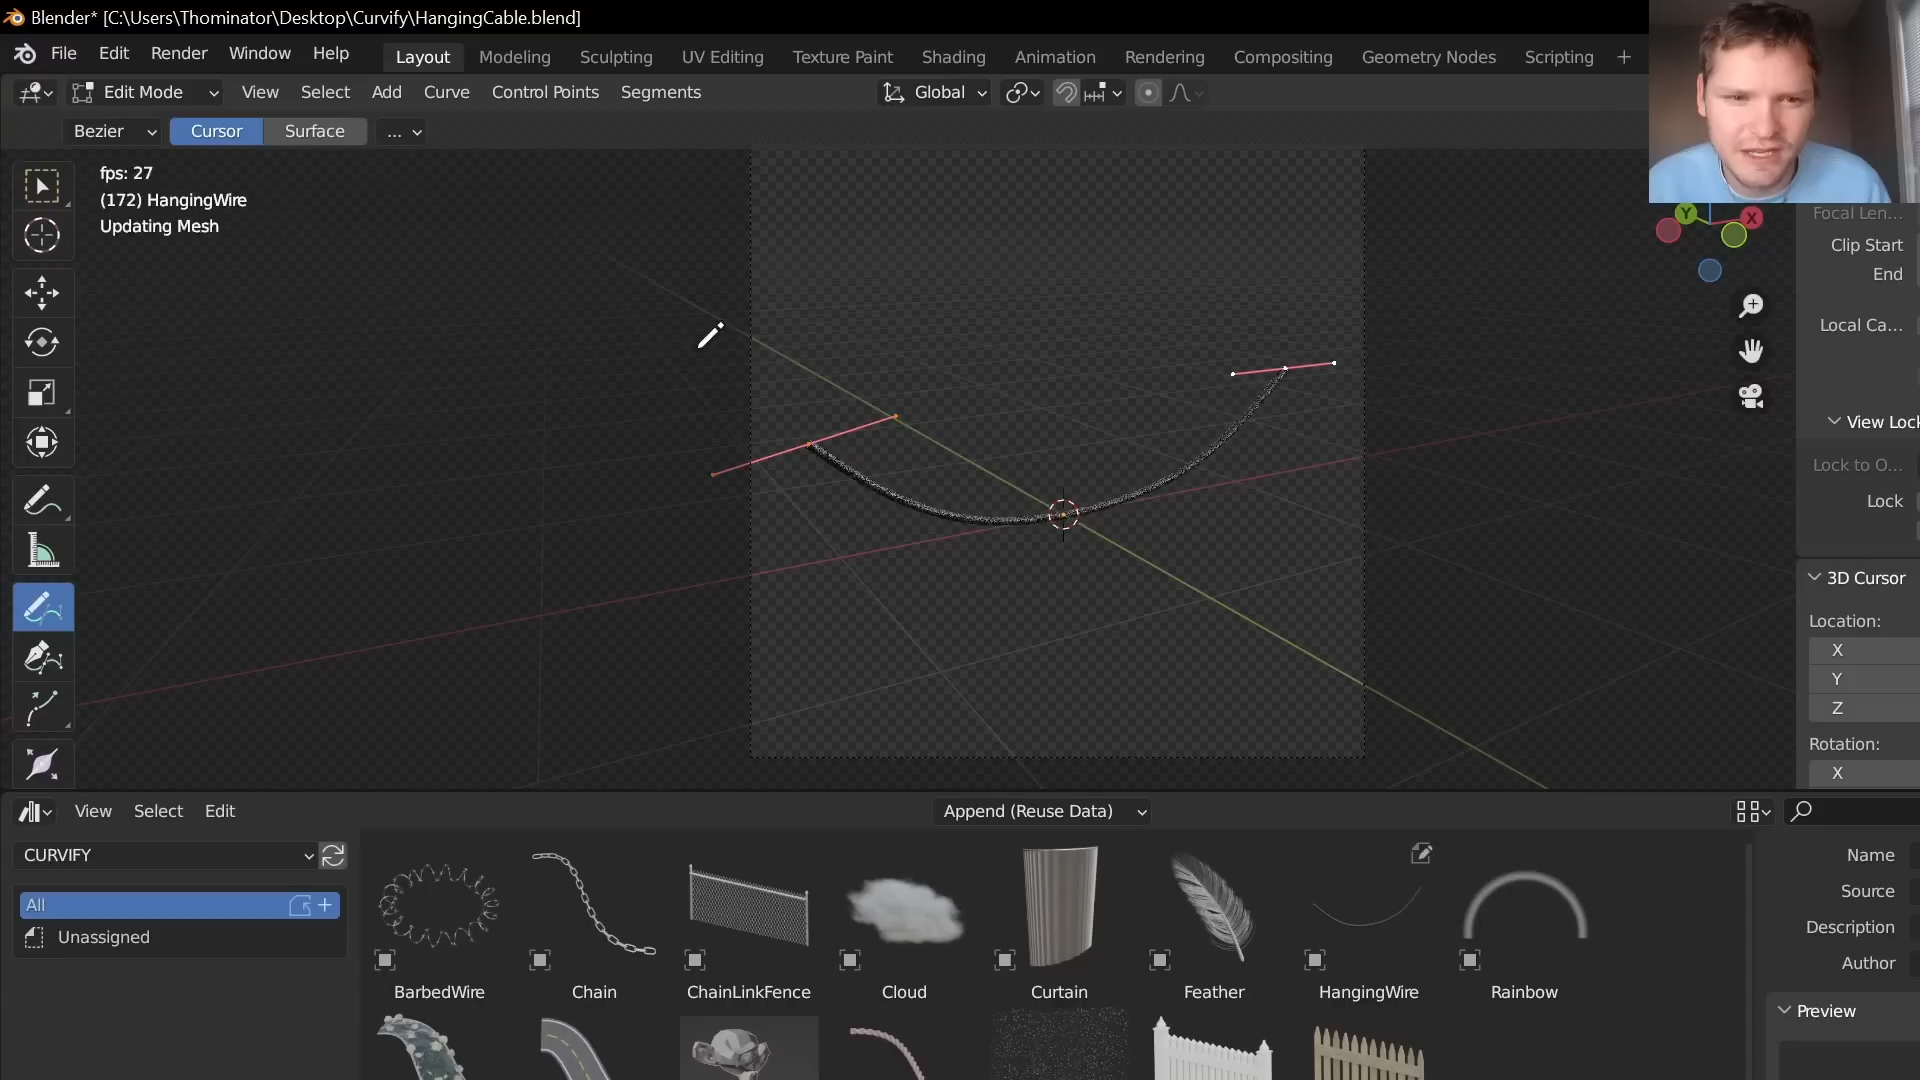 Blender* [C:\Users\Thominator\Desktop\Curvify\HangingCable.blend]
File Edit Render Window Help Layout Modeling Sculpting UV Editing Texture Paint Shading Animation Rendering Compositing Geometry Nodes Scripting +
Edit Mode View Select Add Curve Control Points Segments Global
Bezier Cursor Surface ...
fps: 27
(172) HangingWire
Updating Mesh
Y X
Focal Len...
Clip Start
End
Local Ca...
View Lock
Lock to O...
Lock
3D Cursor
Location:
X
Y
Z
Rotation:
X
View Select Edit Append (Reuse Data)
CURVIFY
All
Unassigned
BarbedWire Chain ChainLinkFence Cloud Curtain Feather HangingWire Rainbow
Name
Source
Description
Author
Preview